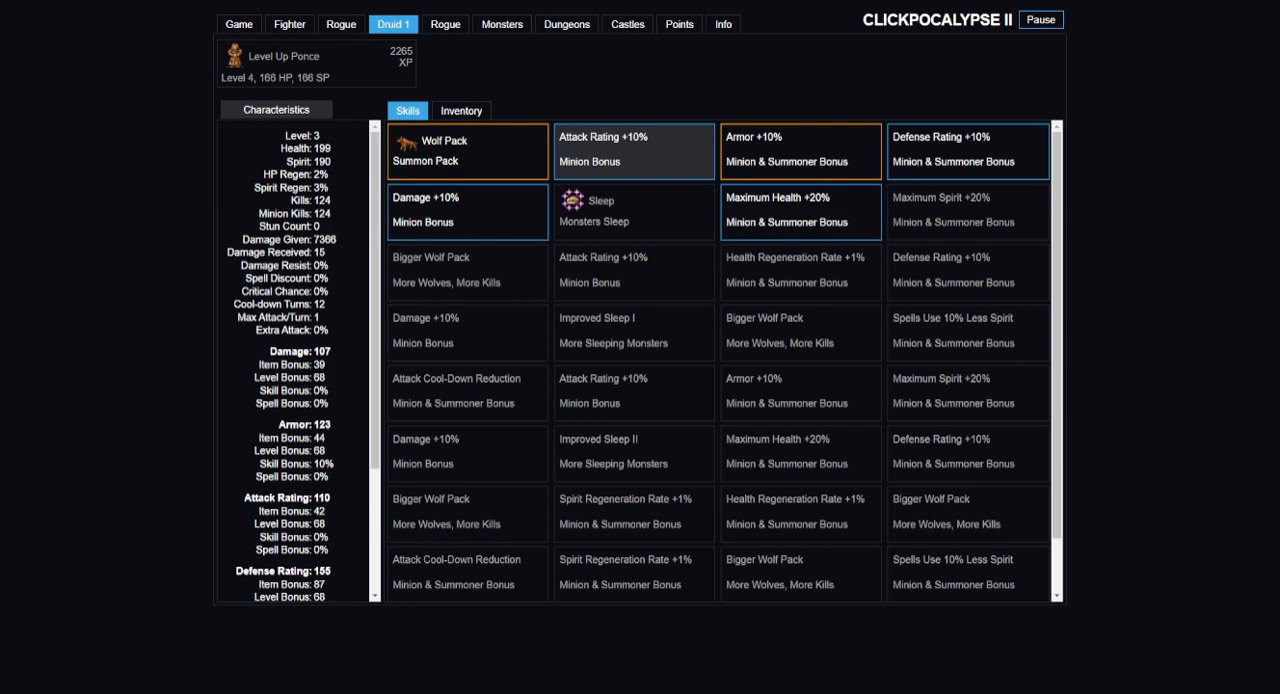 Game Fighter Rogue Druid 1 Rogue Monsters Dungeons Castles Points Info CLICKPOCALYPSE II Pause
Level Up Ponce 2265
XP
Level 4, 166 HP, 166 SP
Characteristics
Level: 3
Health: 199
Spirit: 190
HP Regen: 2%
Spirit Regen: 3%
Kills: 124
Minion Kills: 124
Stun Count: 0
Damage Given: 7366
Damage Received: 15
Damage Resist: 0%
Spell Discount: 0%
Critical Chance: 0%
Cool-down Turns: 12
Max Attack/Turn: 1
Extra Attack: 0%
Damage: 107
Item Bonus: 39
Level Bonus: 68
Skill Bonus: 0%
Spell Bonus: 0%
Armor: 123
Item Bonus: 44
Level Bonus: 68
Skill Bonus: 10%
Spell Bonus: 0%
Attack Rating: 110
Item Bonus: 42
Level Bonus: 68
Skill Bonus: 0%
Spell Bonus: 0%
Defense Rating: 155
Item Bonus: 87
Level Bonus: 68
Skills Inventory
Wolf Pack Attack Rating +10% Armor +10% Defense Rating +10%
Summon Pack Minion Bonus Minion & Summoner Bonus Minion & Summoner Bonus
Damage +10% Sleep Maximum Health +20% Maximum Spirit +20%
Minion Bonus Monsters Sleep Minion & Summoner Bonus Minion & Summoner Bonus
Bigger Wolf Pack Attack Rating +10% Health Regeneration Rate +1% Defense Rating +10%
More Wolves, More Kills Minion Bonus Minion & Summoner Bonus Minion & Summoner Bonus
Damage +10% Improved Sleep I Bigger Wolf Pack Spells Use 10% Less Spirit
Minion Bonus More Sleeping Monsters More Wolves, More Kills Minion & Summoner Bonus
Attack Cool-Down Reduction Attack Rating +10% Armor +10% Maximum Spirit +20%
Minion & Summoner Bonus Minion Bonus Minion & Summoner Bonus Minion & Summoner Bonus
Damage +10% Improved Sleep II Maximum Health +20% Defense Rating +10%
Minion Bonus More Sleeping Monsters Minion & Summoner Bonus Minion & Summoner Bonus
Bigger Wolf Pack Spirit Regeneration Rate +1% Health Regeneration Rate +1% Bigger Wolf Pack
More Wolves, More Kills Minion & Summoner Bonus Minion & Summoner Bonus More Wolves, More Kills
Attack Cool-Down Reduction Spirit Regeneration Rate +1% Bigger Wolf Pack Spells Use 10% Less Spirit
Minion & Summoner Bonus Minion & Summoner Bonus More Wolves, More Kills Minion & Summoner Bonus